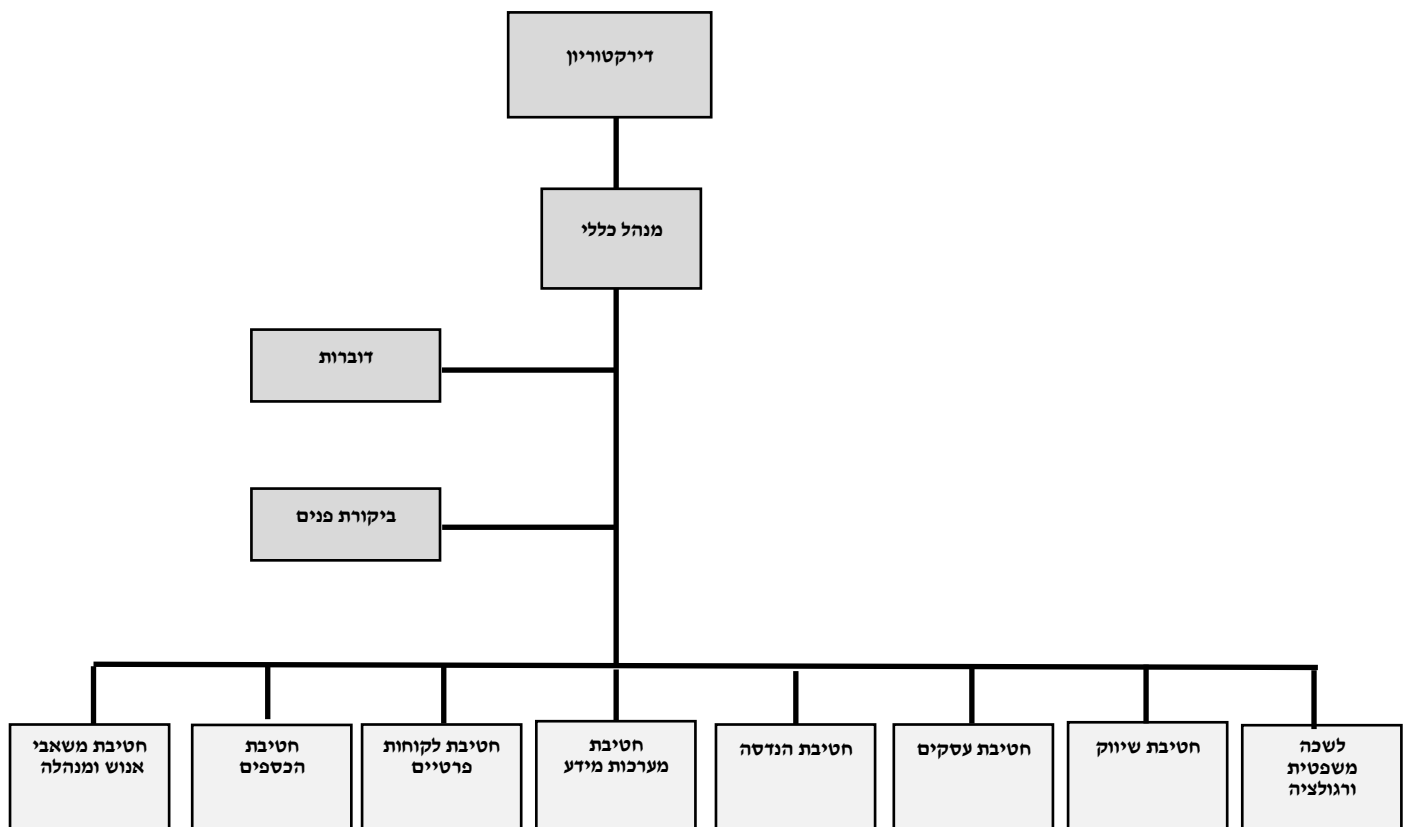 דירקטוריון
מנהל כללי
דוברות
ביקורת פנים
לשכה
משפטית
ורגולציה
חטיבת שיווק
חטיבת עסקים
חטיבת הנדסה
חטיבת
מערכות מידע
חטיבת לקוחות
פרטיים
חטיבת
הכספים
חטיבת משאבי
אנוש ומנהלה